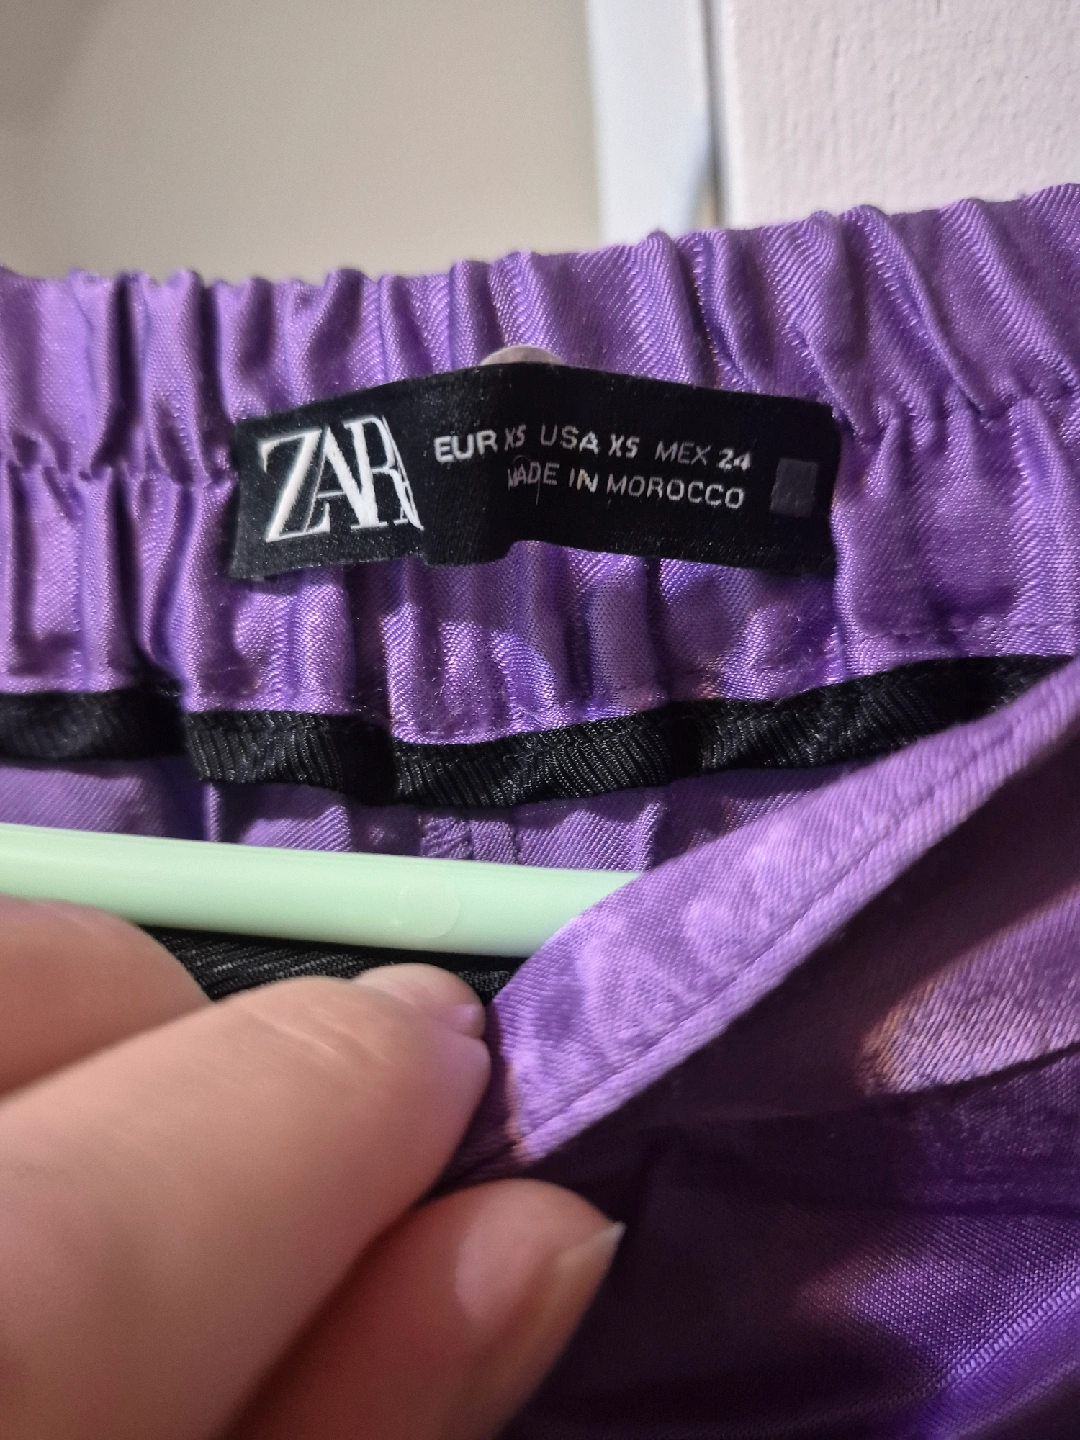 ZARA
EUR XS USA XS MEX 24
MADE IN MOROCCO